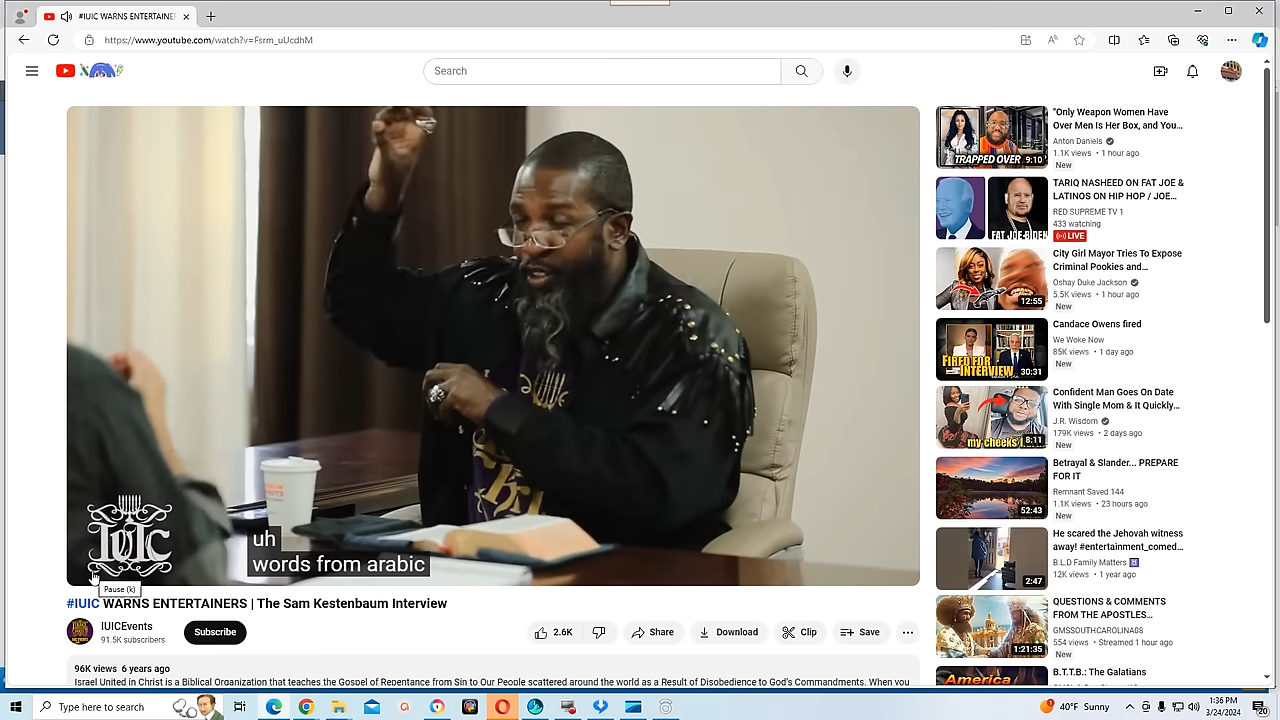 #IUIC WARNS ENTERTAINER
https://www.youtube.com/watch?v=Fsrm_uUcdhM
Search
IUIC
uh
words from arabic
Pause (k)
#IUIC WARNS ENTERTAINERS | The Sam Kestenbaum Interview
IUICEvents
91.5K subscribers
Subscribe
2.6K
Share
Download
Clip
Save
96K views 6 years ago
Israel United in Christ is a Biblical Organization that teaches the Gospel of Repentance from Sin to Our People scattered around the world as a Result of Disobedience to God's Commandments. When you
"Only Weapon Women Have
Over Men Is Her Box, and You...
Anton Daniels
1.1K views • 1 hour ago
New
TRAPPED OVER
9:10
TARIQ NASHEED ON FAT JOE &
LATINOS ON HIP HOP / JOE...
RED SUPREME TV 1
433 watching
LIVE
FAT JOE-BIDEN
City Girl Mayor Tries To Expose
Criminal Pookies and...
Oshay Duke Jackson
5.5K views • 1 hour ago
New
12:55
Candace Owens fired
We Woke Now
85K views • 1 day ago
New
FIRED FOR
INTERVIEW
30:31
Confident Man Goes On Date
With Single Mom & It Quickly...
J.R. Wisdom
179K views • 2 days ago
New
my cheeks
8:11
Betrayal & Slander... PREPARE
FOR IT
Remnant Saved 144
1.1K views • 23 hours ago
New
52:43
He scared the Jehovah witness
away! #entertainment_comed...
B.L.D Family Matters
12K views • 1 year ago
2:47
QUESTIONS & COMMENTS
FROM THE APOSTLES...
GMSSOUTHCAROLINA08
554 views • Streamed 1 hour ago
New
1:21:35
B.T.T.B.: The Galatians
America
Type here to search
40°F Sunny
1:36 PM
3/24/2024
20